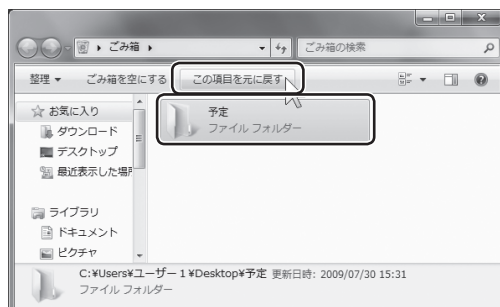 ごみ箱
ごみ箱の検索
整理
ごみ箱を空にする
この項目を元に戻す
お気に入り
ダウンロード
デスクトップ
最近表示した場所
ライブラリ
ドキュメント
ピクチャ
予定
ファイル フォルダー
C:¥Users¥ユーザー１¥Desktop¥予定 更新日時: 2009/07/30 15:31
ファイル フォルダー